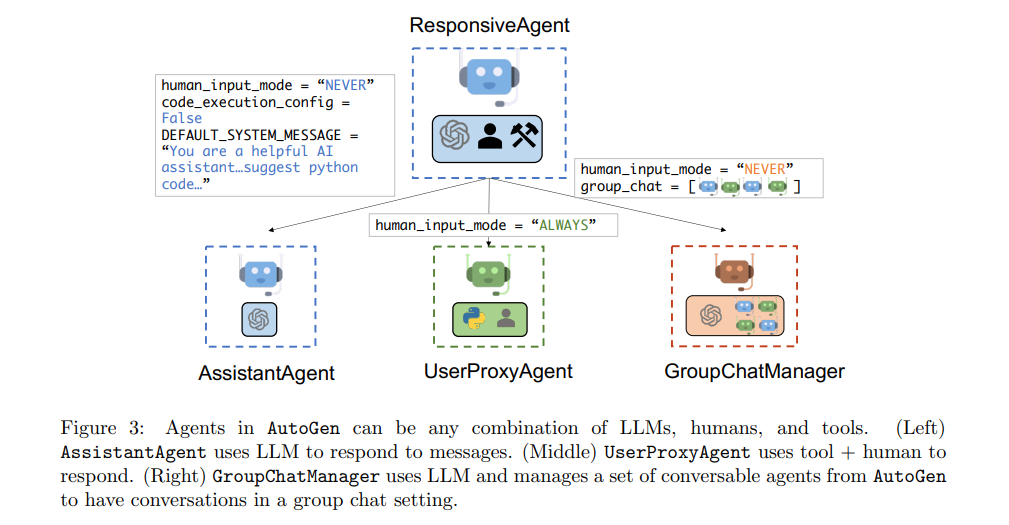 ResponsiveAgent
human_input_mode = “NEVER”
code_execution_config =
False
DEFAULT_SYSTEM_MESSAGE =
“You are a helpful AI
assistant…suggest python
code…”
human_input_mode = “NEVER”
group_chat = [ ]
human_input_mode = “ALWAYS”
AssistantAgent
UserProxyAgent
GroupChatManager
Figure 3: Agents in AutoGen can be any combination of LLMs, humans, and tools. (Left)
AssistantAgent uses LLM to respond to messages. (Middle) UserProxyAgent uses tool + human to
respond. (Right) GroupChatManager uses LLM and manages a set of conversable agents from AutoGen
to have conversations in a group chat setting.